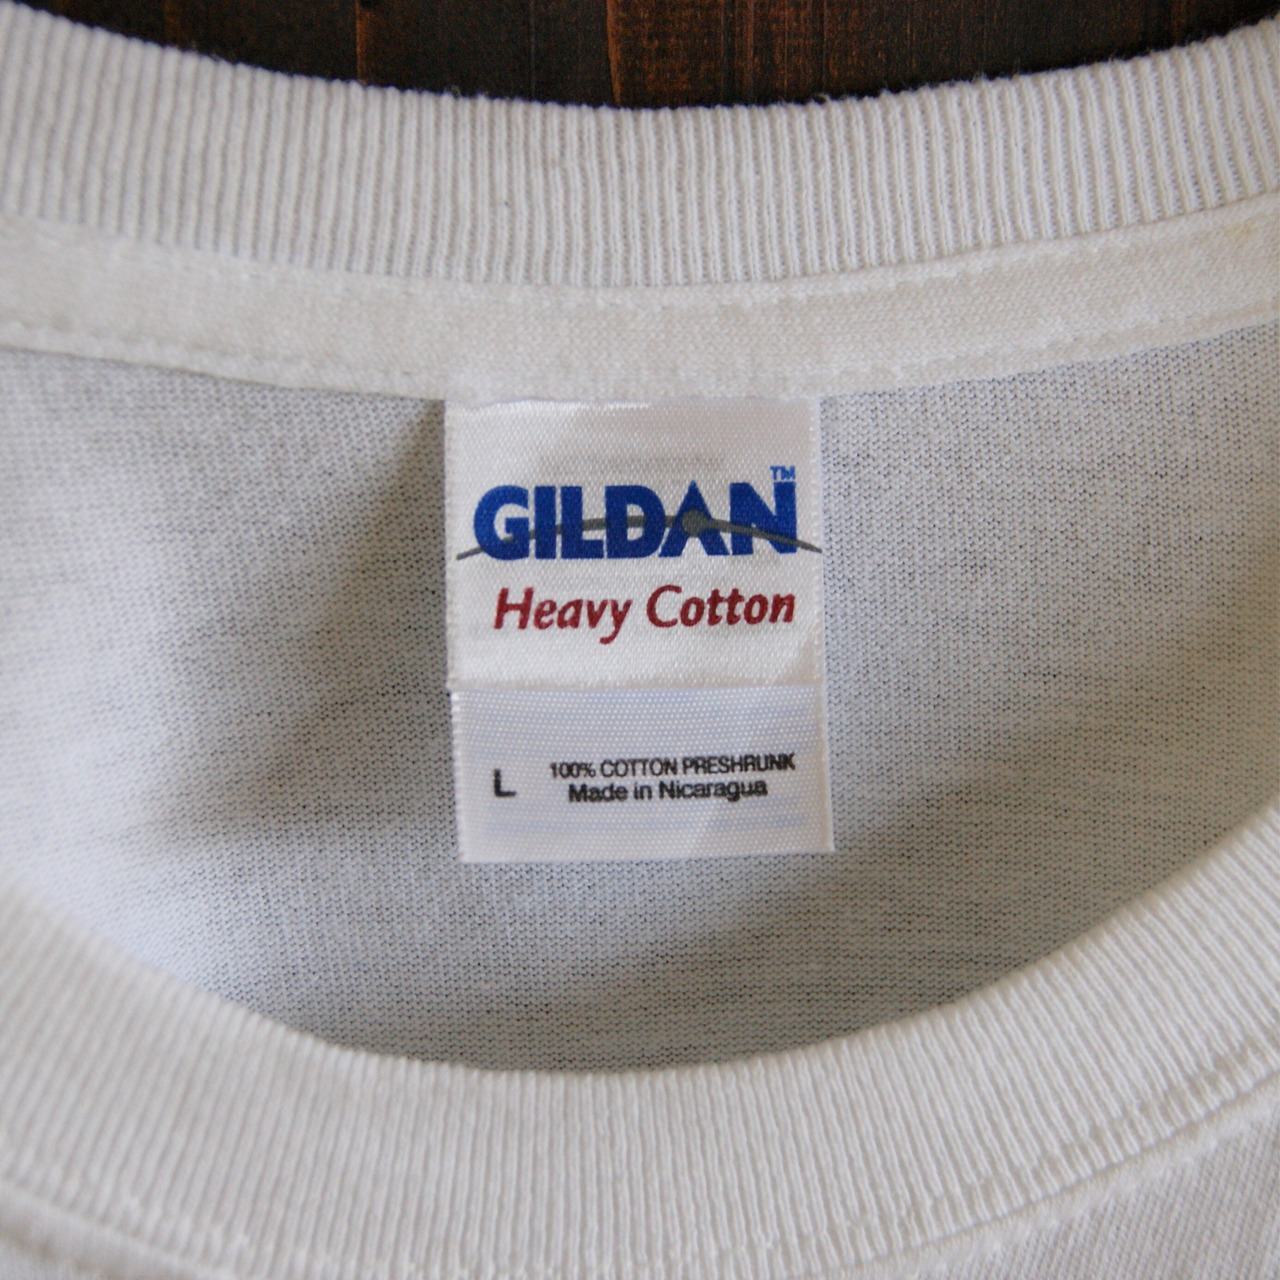 GILDAN™
Heavy Cotton
L 100% COTTON PRESHRUNK
Made in Nicaragua